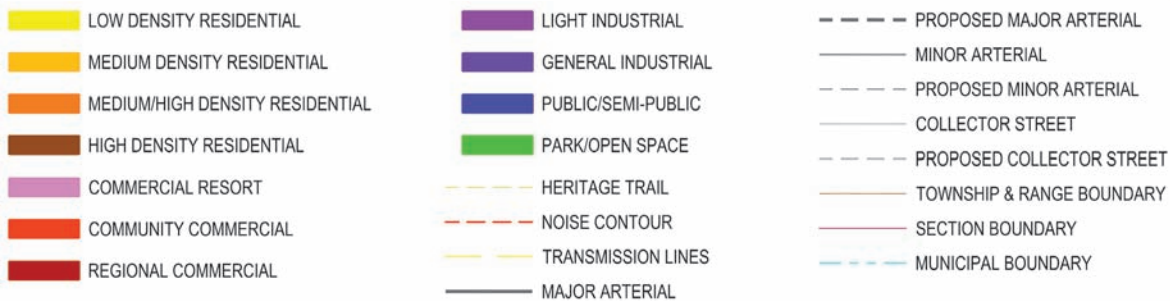 LOW DENSITY RESIDENTIAL
MEDIUM DENSITY RESIDENTIAL
MEDIUM/HIGH DENSITY RESIDENTIAL
HIGH DENSITY RESIDENTIAL
COMMERCIAL RESORT
COMMUNITY COMMERCIAL
REGIONAL COMMERCIAL
LIGHT INDUSTRIAL
GENERAL INDUSTRIAL
PUBLIC/SEMI-PUBLIC
PARK/OPEN SPACE
HERITAGE TRAIL
NOISE CONTOUR
TRANSMISSION LINES
MAJOR ARTERIAL
PROPOSED MAJOR ARTERIAL
MINOR ARTERIAL
PROPOSED MINOR ARTERIAL
COLLECTOR STREET
PROPOSED COLLECTOR STREET
TOWNSHIP & RANGE BOUNDARY
SECTION BOUNDARY
MUNICIPAL BOUNDARY